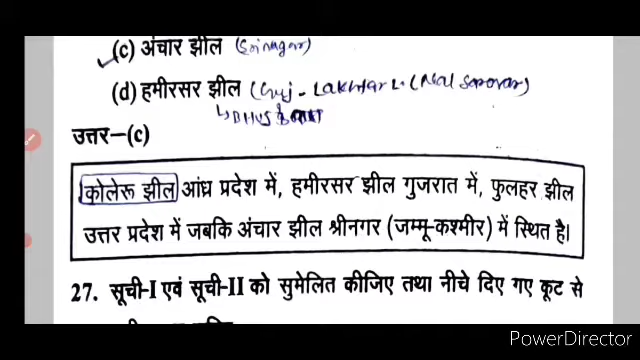 (c) अंचार झील (Srinagar)
(d) हमीरसर झील (Guj - Lakhtar L. (Nal Sarovar)
उत्तर–(c)
कोलेरू झील आंध्र प्रदेश में, हमीरसर झील गुजरात में, फुलहर झील
उत्तर प्रदेश में जबकि अंचार झील श्रीनगर (जम्मू-कश्मीर) में स्थित है।
27. सूची-I एवं सूची-II को सुमेलित कीजिए तथा नीचे दिए गए कूट से
PowerDirector